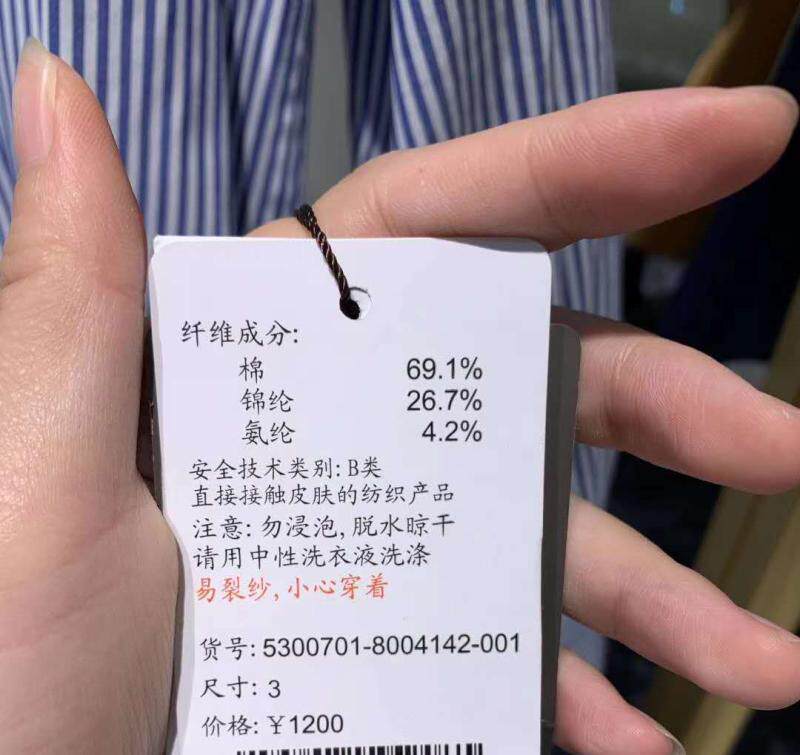 纤维成分:
棉 69.1%
锦纶 26.7%
氨纶 4.2%
安全技术类别: B类
直接接触皮肤的纺织产品
注意: 勿浸泡, 脱水晾干
请用中性洗衣液洗涤
易裂纱, 小心穿着
货号: 5300701-8004142-001
尺寸: 3
价格: ¥1200